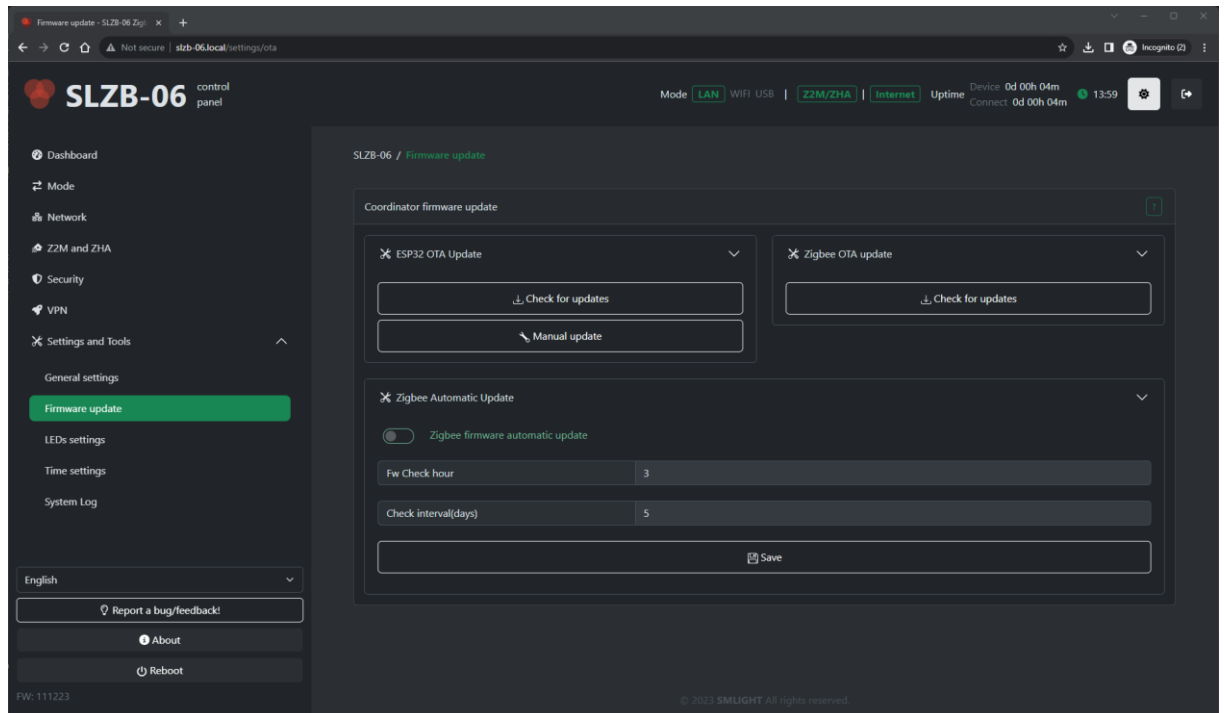 Firmware update - SLZB-06 Zigl
Not secure | slzb-06.local/settings/ota
Incognito (2)
SLZB-06 control panel
Mode LAN WIFI USB | Z2M/ZHA | Internet Uptime Device 0d 00h 04m Connect 0d 00h 04m 13:59
Dashboard
Mode
Network
Z2M and ZHA
Security
VPN
Settings and Tools
General settings
Firmware update
LEDs settings
Time settings
System Log
English
Report a bug/feedback!
About
Reboot
FW: 111223
SLZB-06 / Firmware update
Coordinator firmware update
ESP32 OTA Update
Check for updates
Manual update
Zigbee OTA update
Check for updates
Zigbee Automatic Update
Zigbee firmware automatic update
Fw Check hour 3
Check interval(days) 5
Save
© 2023 SMLIGHT All rights reserved.